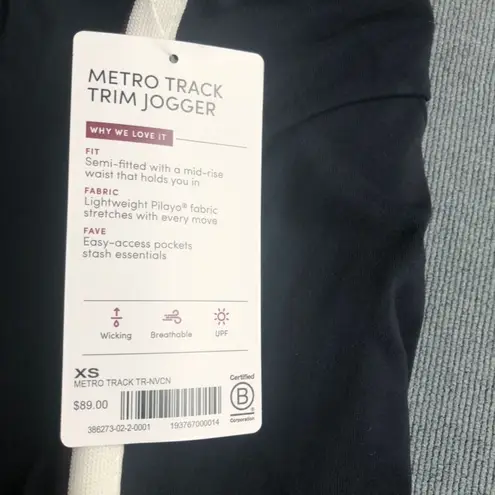 METRO TRACK
TRIM JOGGER
WHY WE LOVE IT
FIT
Semi-fitted with a mid-rise
waist that holds you in
FABRIC
Lightweight Pilayo® fabric
stretches with every move
FAVE
Easy-access pockets
stash essentials
Wicking Breathable UPF
XS
METRO TRACK TR-NVCN
$89.00
386273-02-2-0001 193767000014
Certified
B
Corporation